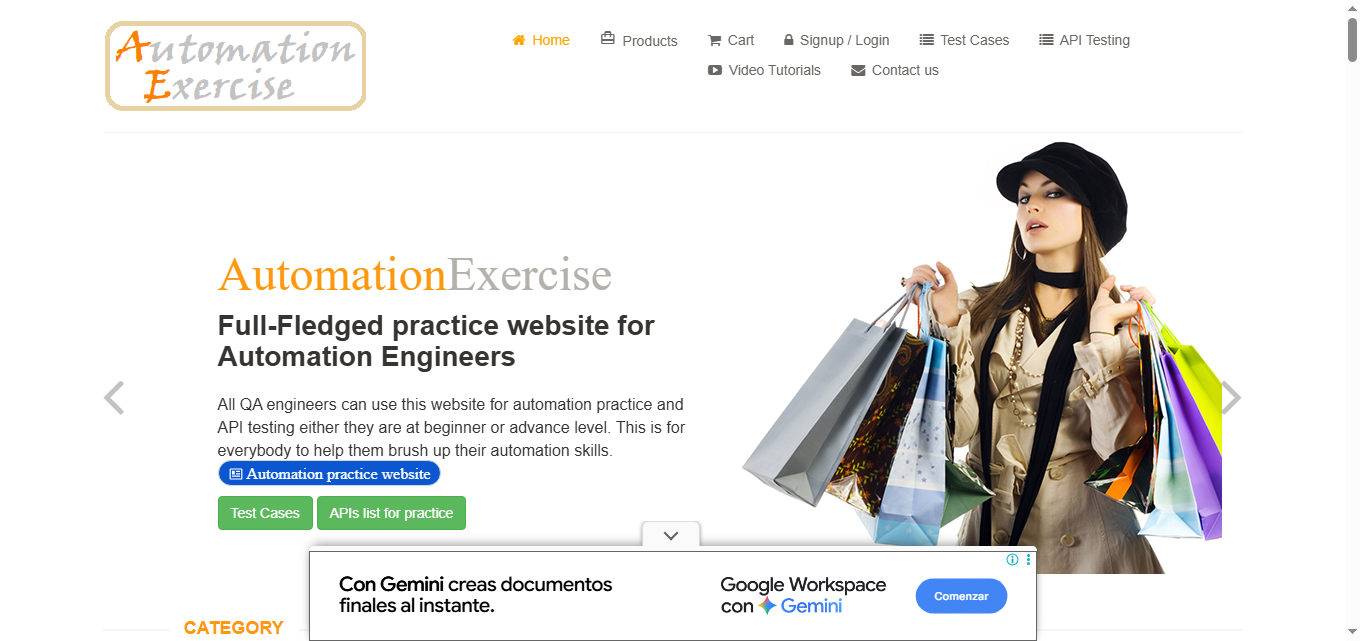 Automation
Exercise
Home
Products
Cart
Signup / Login
Test Cases
API Testing
Video Tutorials
Contact us
AutomationExercise
Full-Fledged practice website for
Automation Engineers
All QA engineers can use this website for automation practice and
API testing either they are at beginner or advance level. This is for
everybody to help them brush up their automation skills.
Automation practice website
Test Cases
APIs list for practice
Con Gemini creas documentos
finales al instante.
Google Workspace
con Gemini
Comenzar
CATEGORY